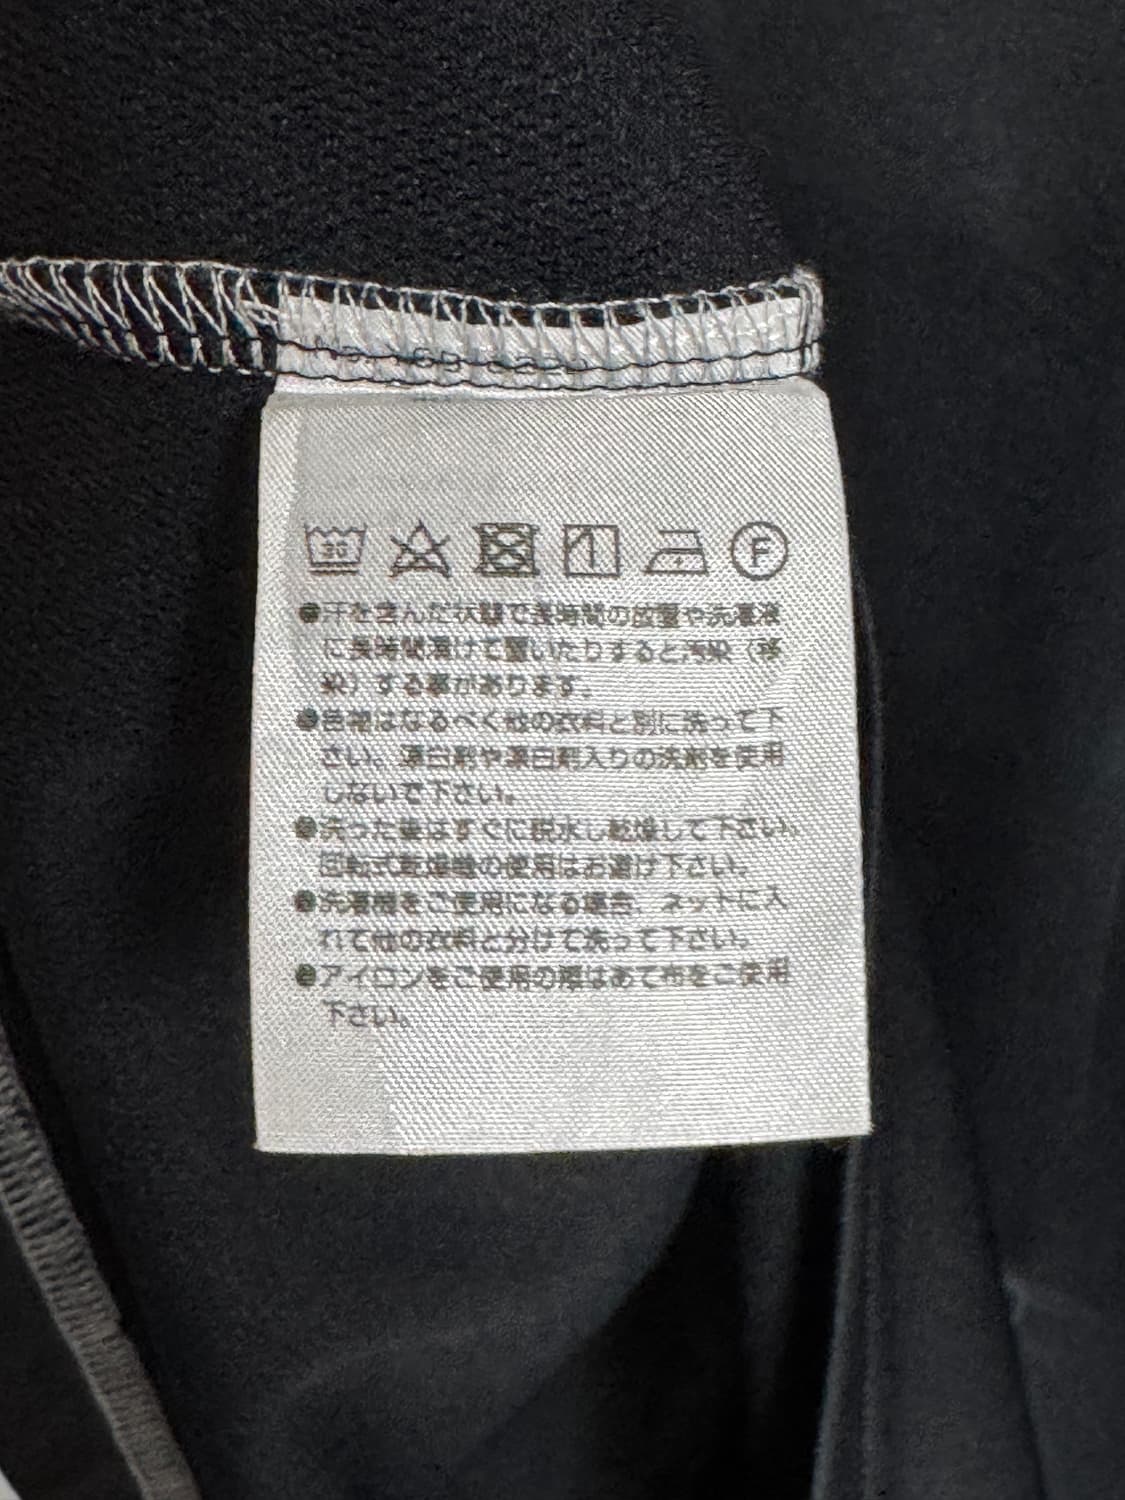 30
F
●汗を含んだ状態で長時間の放置や洗濯液
に長時間漬けて置いたりすると汚染（移
染）する事があります。
●色物はなるべく他の衣料と別に洗って下
さい。漂白剤や漂白剤入りの洗剤を使用
しないで下さい。
●洗った後はすぐに脱水し乾燥して下さい。
回転式乾燥機の使用はお避け下さい。
●洗濯機をご使用になる場合、ネットに入
れて他の衣料と分けて洗って下さい。
●アイロンをご使用の際はあて布をご使用
下さい。